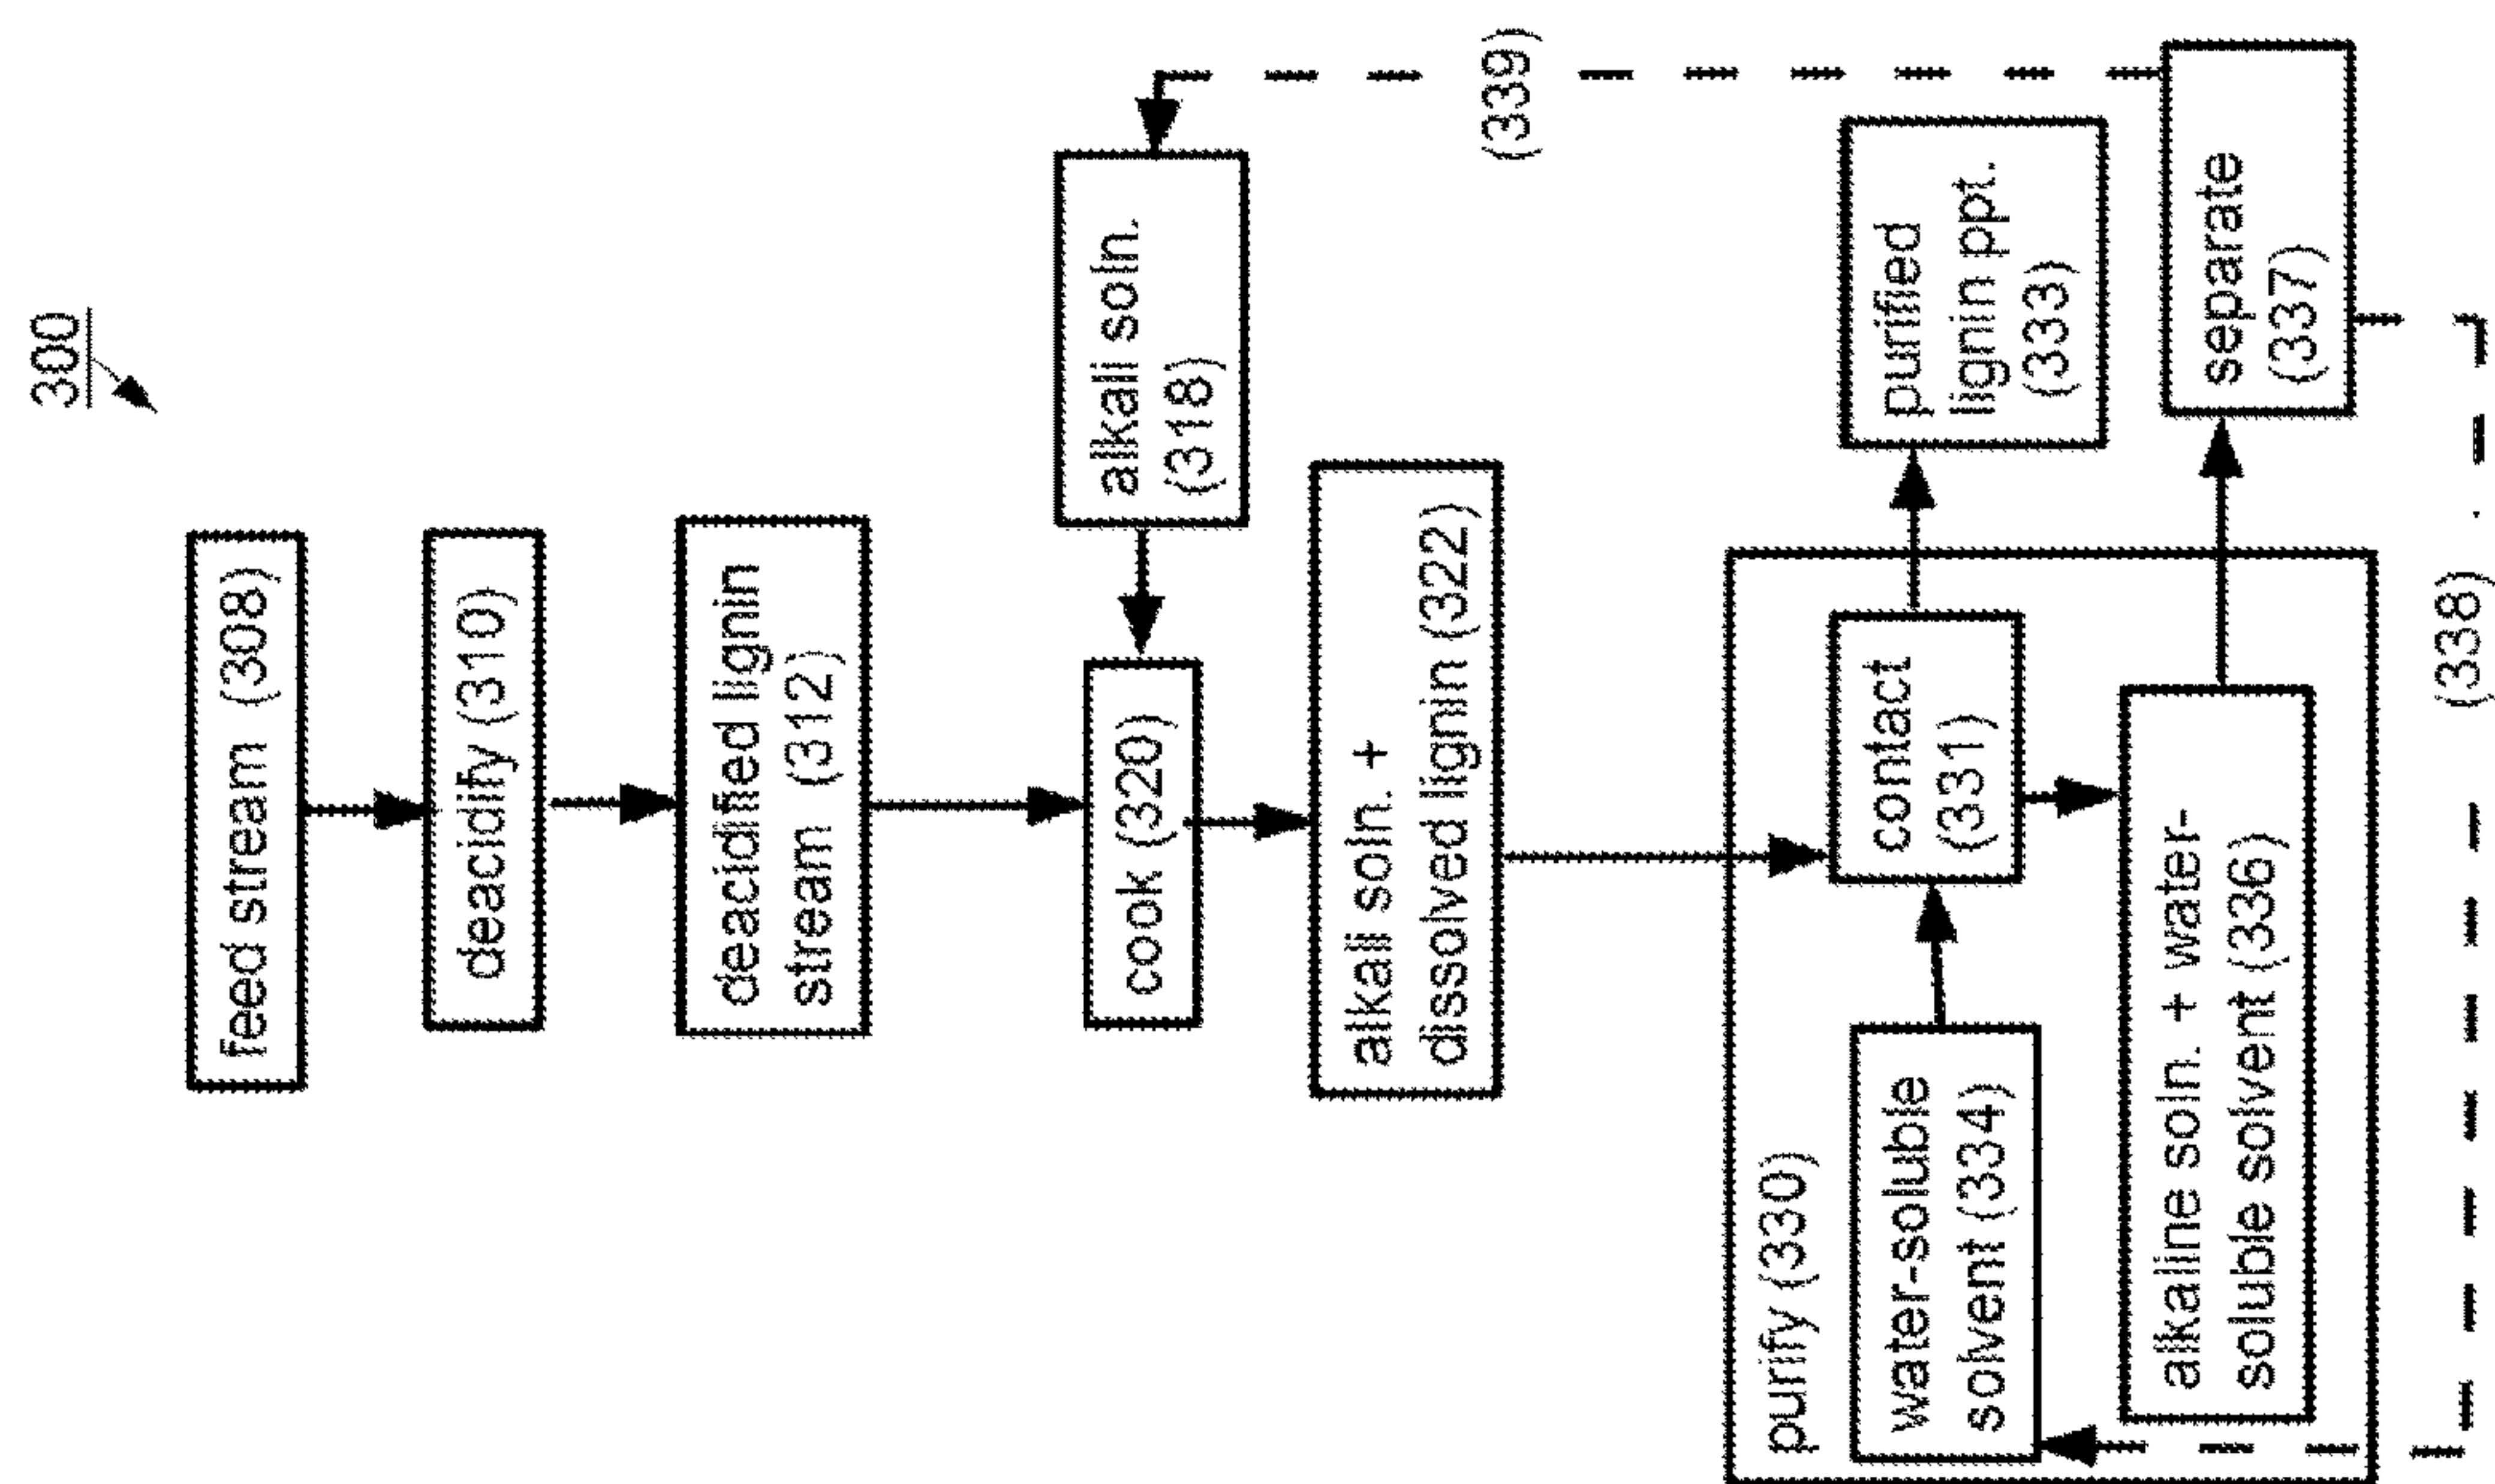 300
feed stream (308)
deacidify (310)
deacidified lignin
stream (312)
alkali soln.
(318)
cook (320)
alkali soln. +
dissolved lignin (322)
(339)
purify (330)
water-soluble
solvent (334)
contact
(331)
purified
lignin ppt.
(333)
alkaline soln. + water-
soluble solvent (336)
separate
(337)
(338)